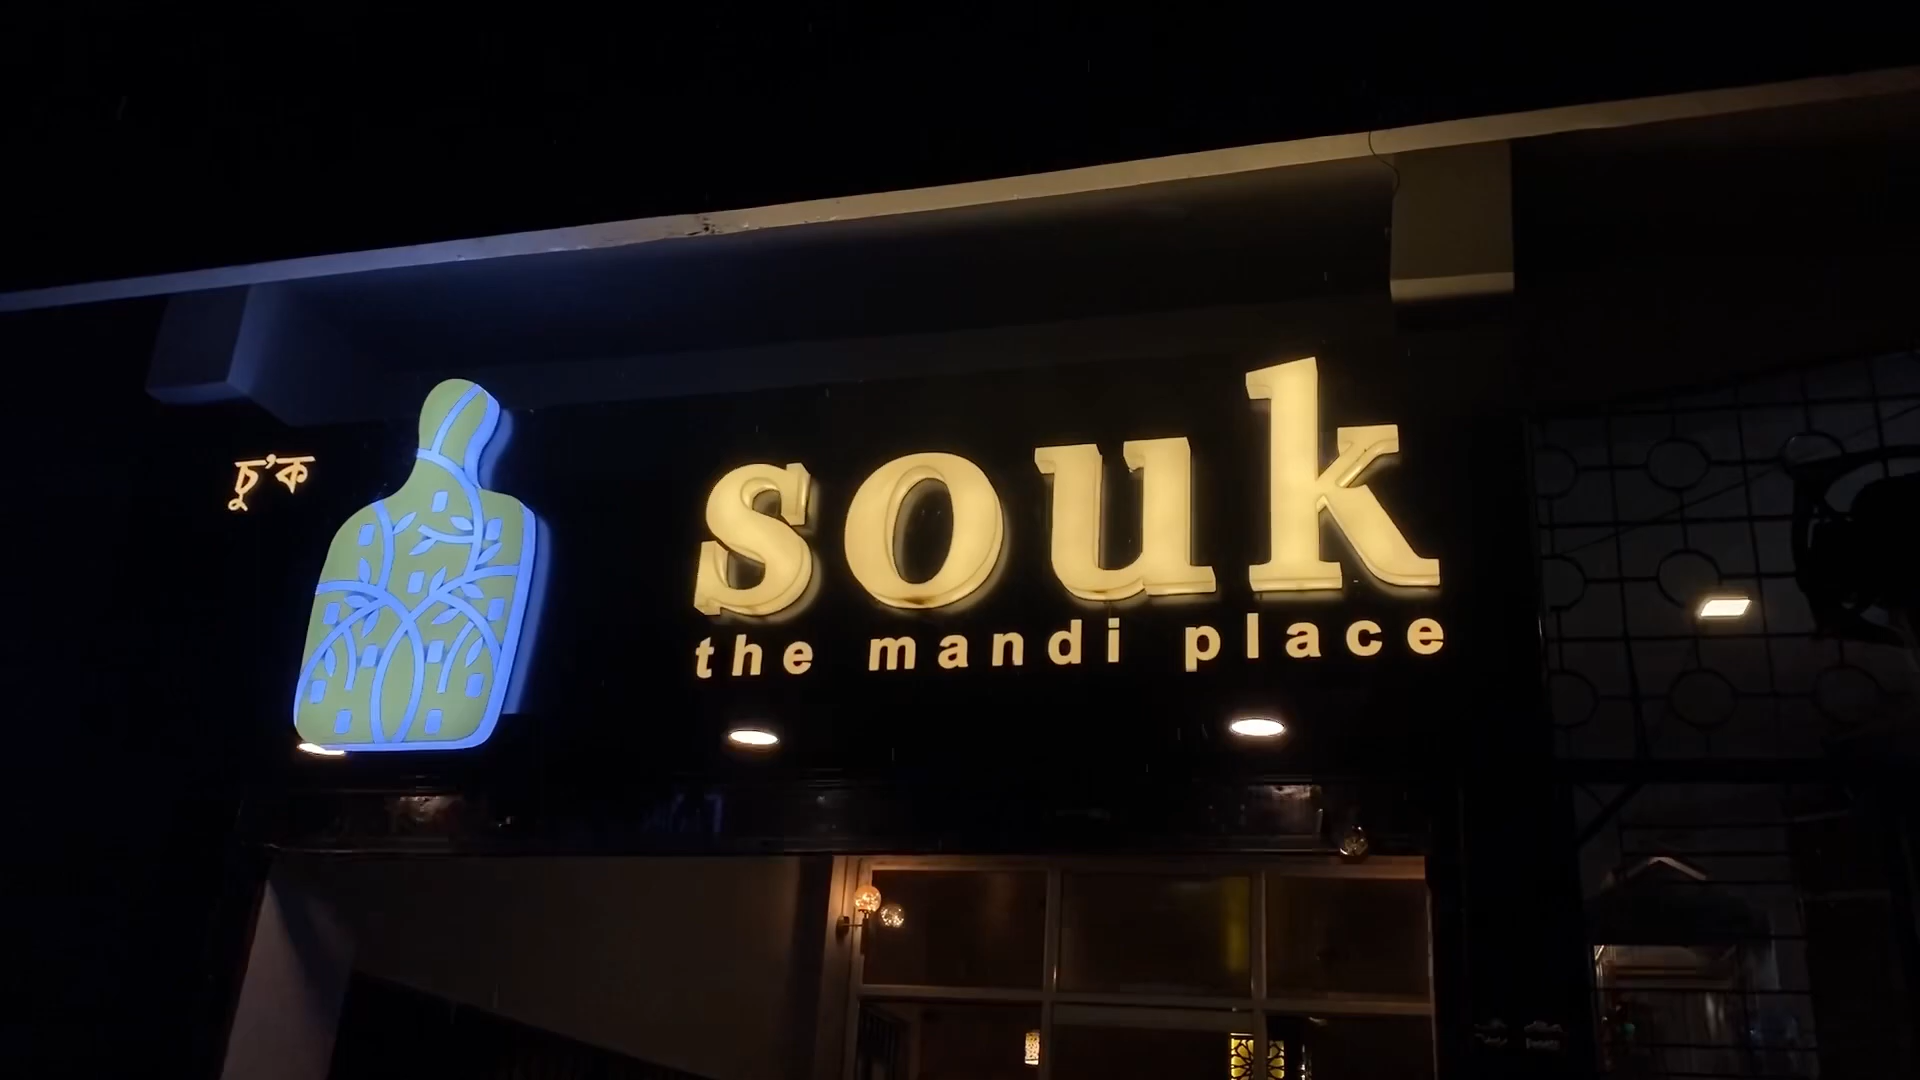 চু'ক
souk
the mandi place